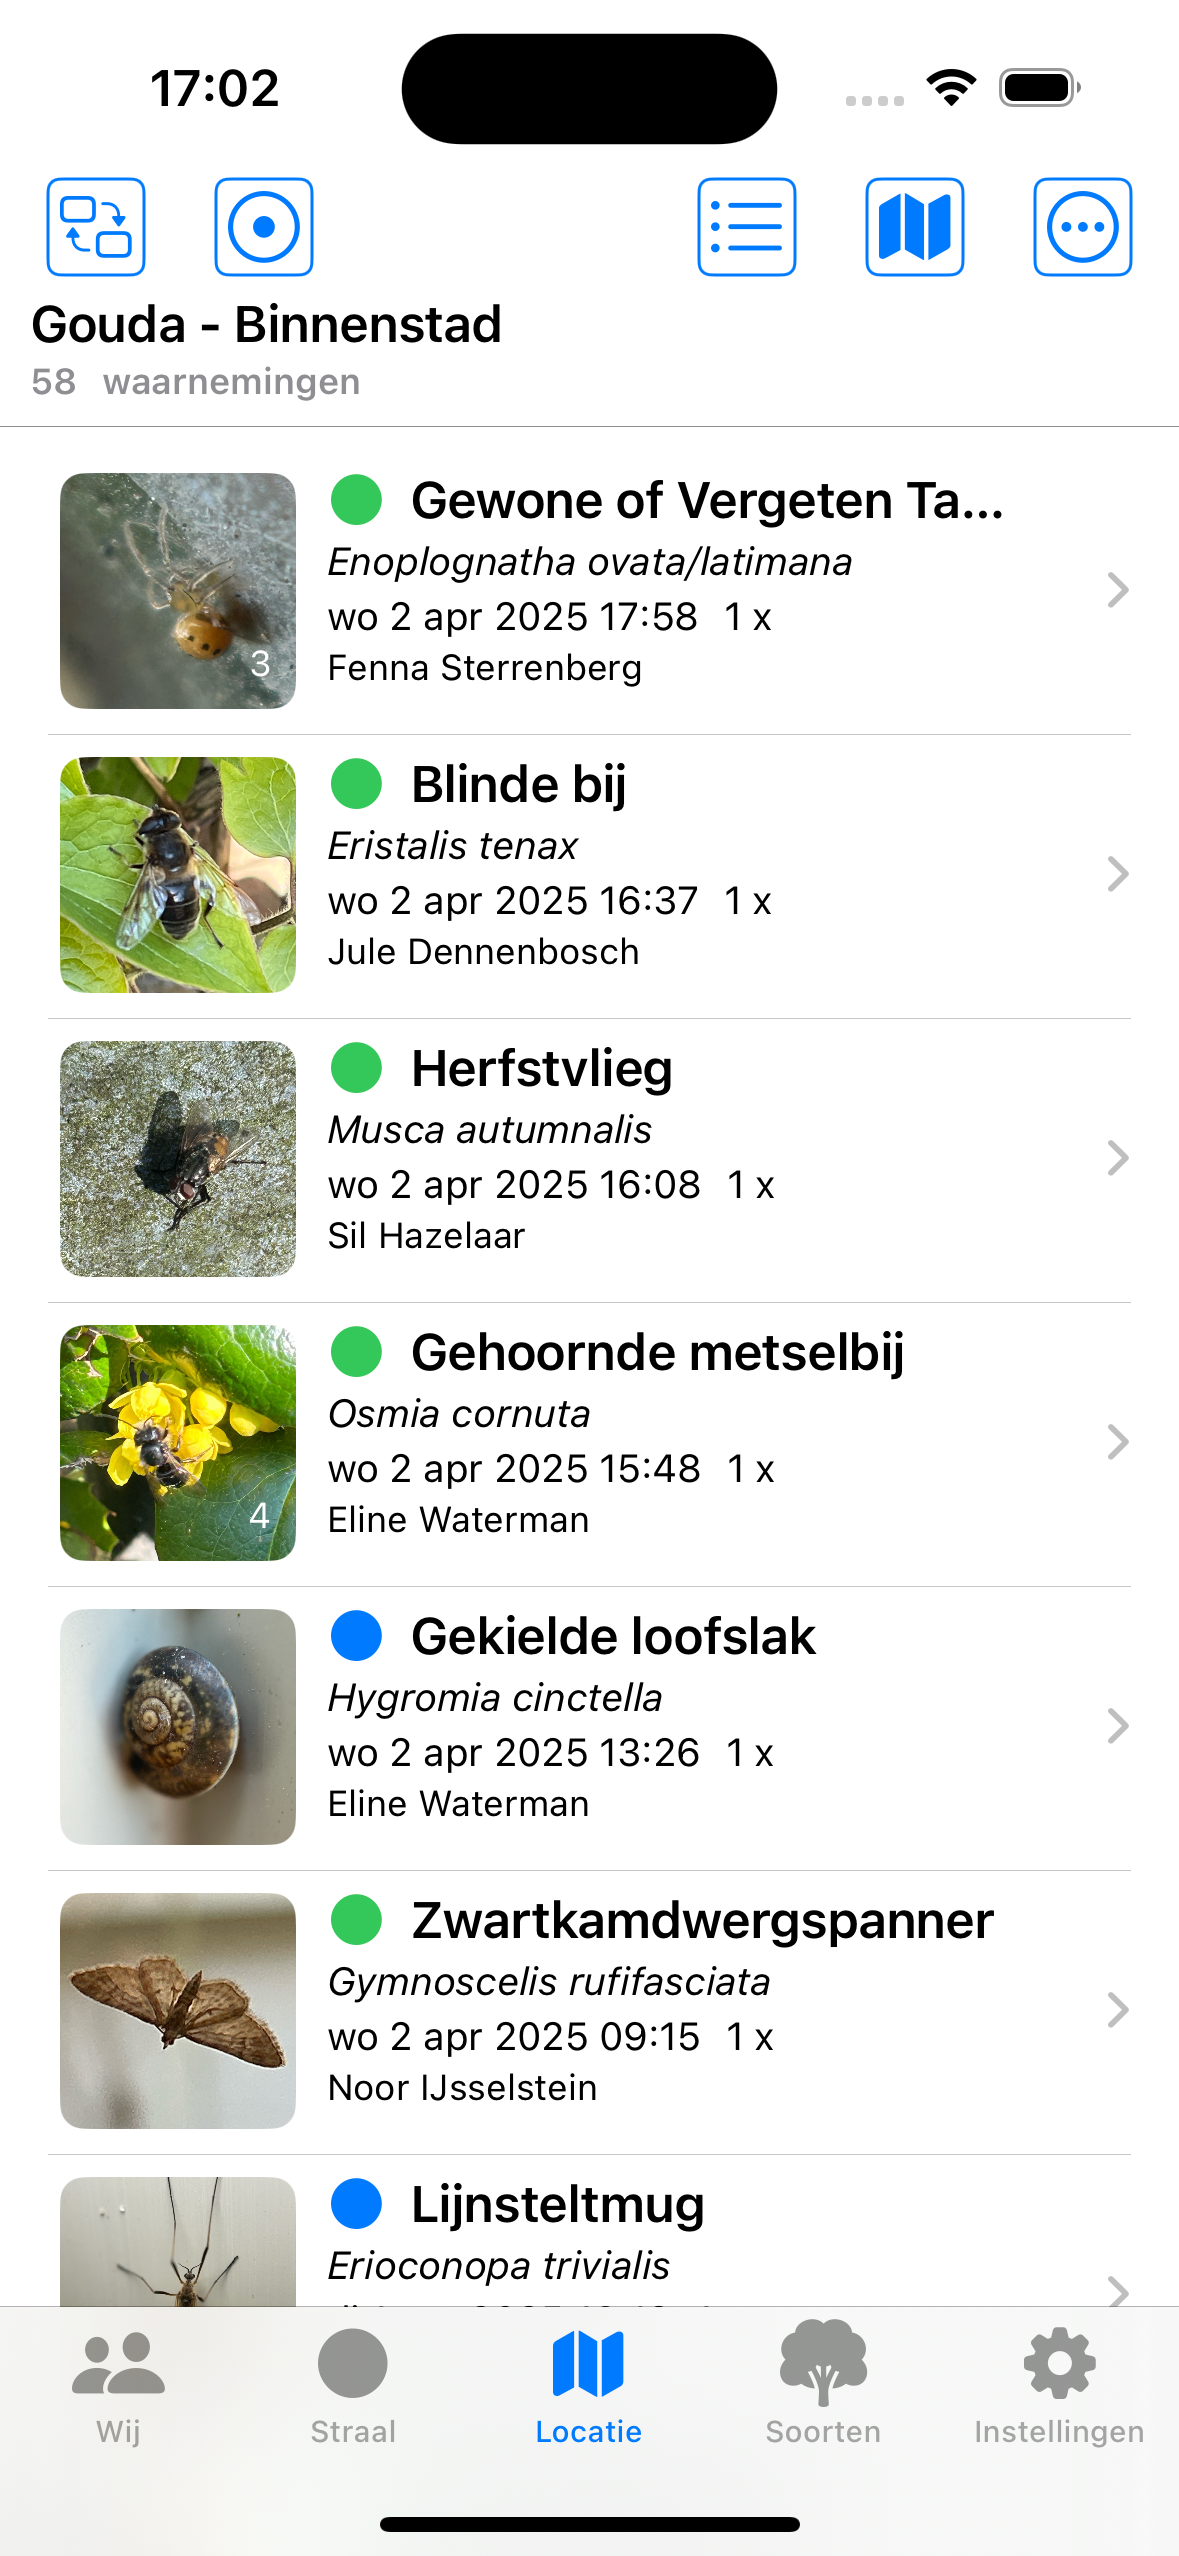 17:02
Gouda - Binnenstad
58 waarnemingen
Gewone of Vergeten Ta...
Enoplognatha ovata/latimana
wo 2 apr 2025 17:58 1 x
Fenna Sterrenberg
3
Blinde bij
Eristalis tenax
wo 2 apr 2025 16:37 1 x
Jule Dennenbosch
Herfstvlieg
Musca autumnalis
wo 2 apr 2025 16:08 1 x
Sil Hazelaar
Gehoornde metselbij
Osmia cornuta
wo 2 apr 2025 15:48 1 x
Eline Waterman
4
Gekielde loofslak
Hygromia cinctella
wo 2 apr 2025 13:26 1 x
Eline Waterman
Zwartkamdwergspanner
Gymnoscelis rufifasciata
wo 2 apr 2025 09:15 1 x
Noor IJsselstein
Lijnsteltmug
Erioconopa trivialis
Wij
Straal
Locatie
Soorten
Instellingen